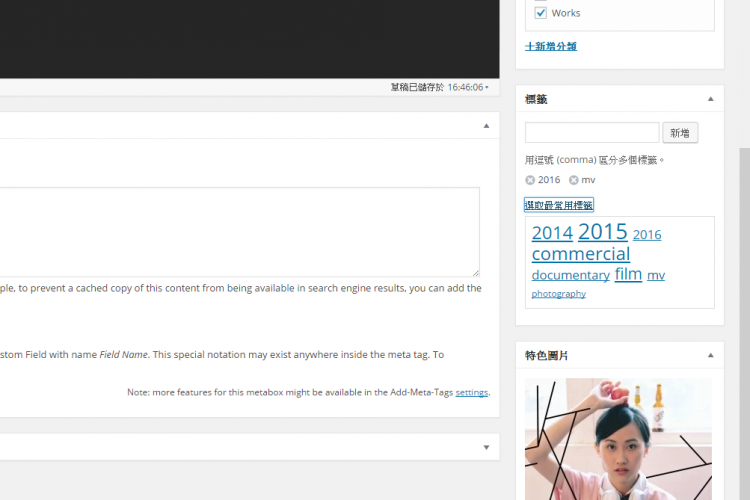 Works
十新增分類
草稿已儲存於 16:46:06。
標籤
新增
用逗號 (comma) 區分多個標籤。
2016 mv
選取最常用標籤
2014 2015 2016
commercial
documentary film mv
photography
ple, to prevent a cached copy of this content from being available in search engine results, you can add the
stom Field with name Field Name. This special notation may exist anywhere inside the meta tag. To
Note: more features for this metabox might be available in the Add-Meta-Tags settings.
特色圖片